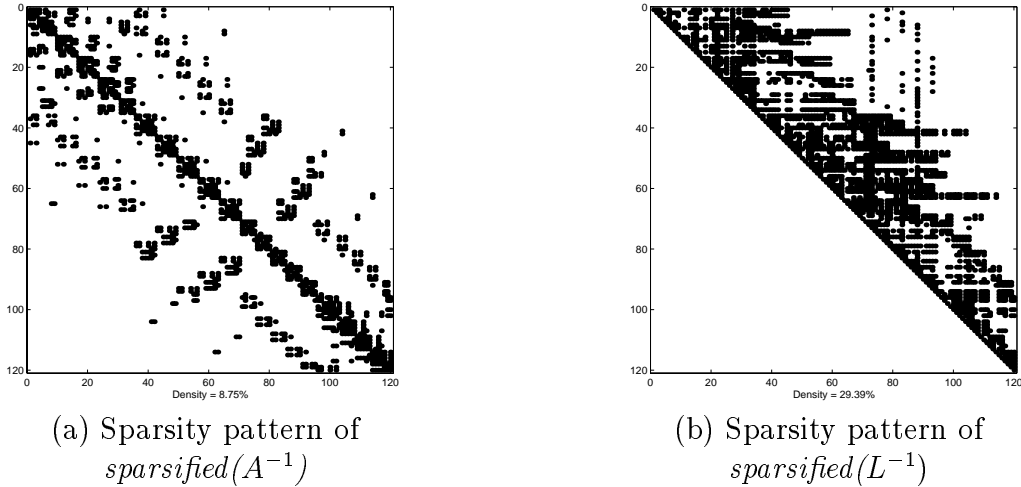 0
20
40
60
80
100
120
0 20 40 60 80 100 120
Density = 8.75%
(a) Sparsity pattern of
sparsified(A⁻¹)
0
20
40
60
80
100
120
0 20 40 60 80 100 120
Density = 29.39%
(b) Sparsity pattern of
sparsified(L⁻¹)